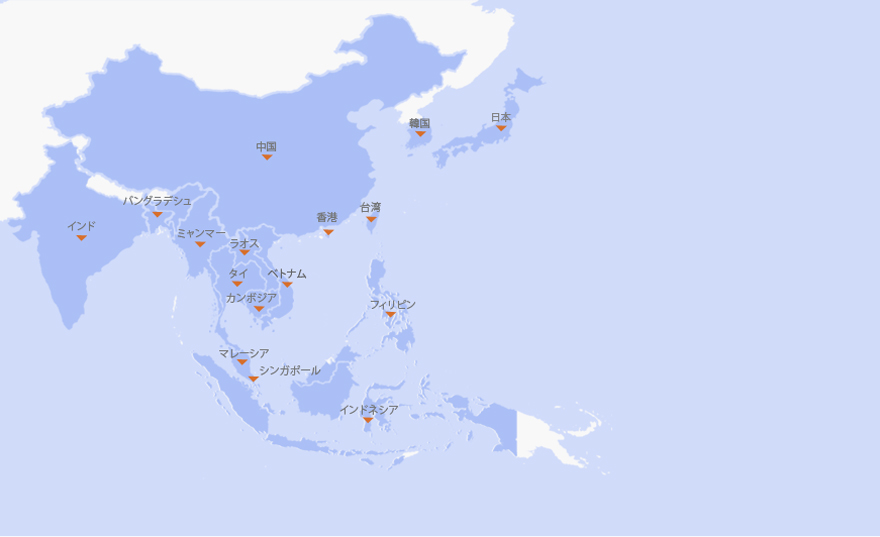 日本
韓国
中国
バングラデシュ
台湾
香港
インド
ミャンマー
ラオス
タイ
ベトナム
カンボジア
フィリピン
マレーシア
シンガポール
インドネシア